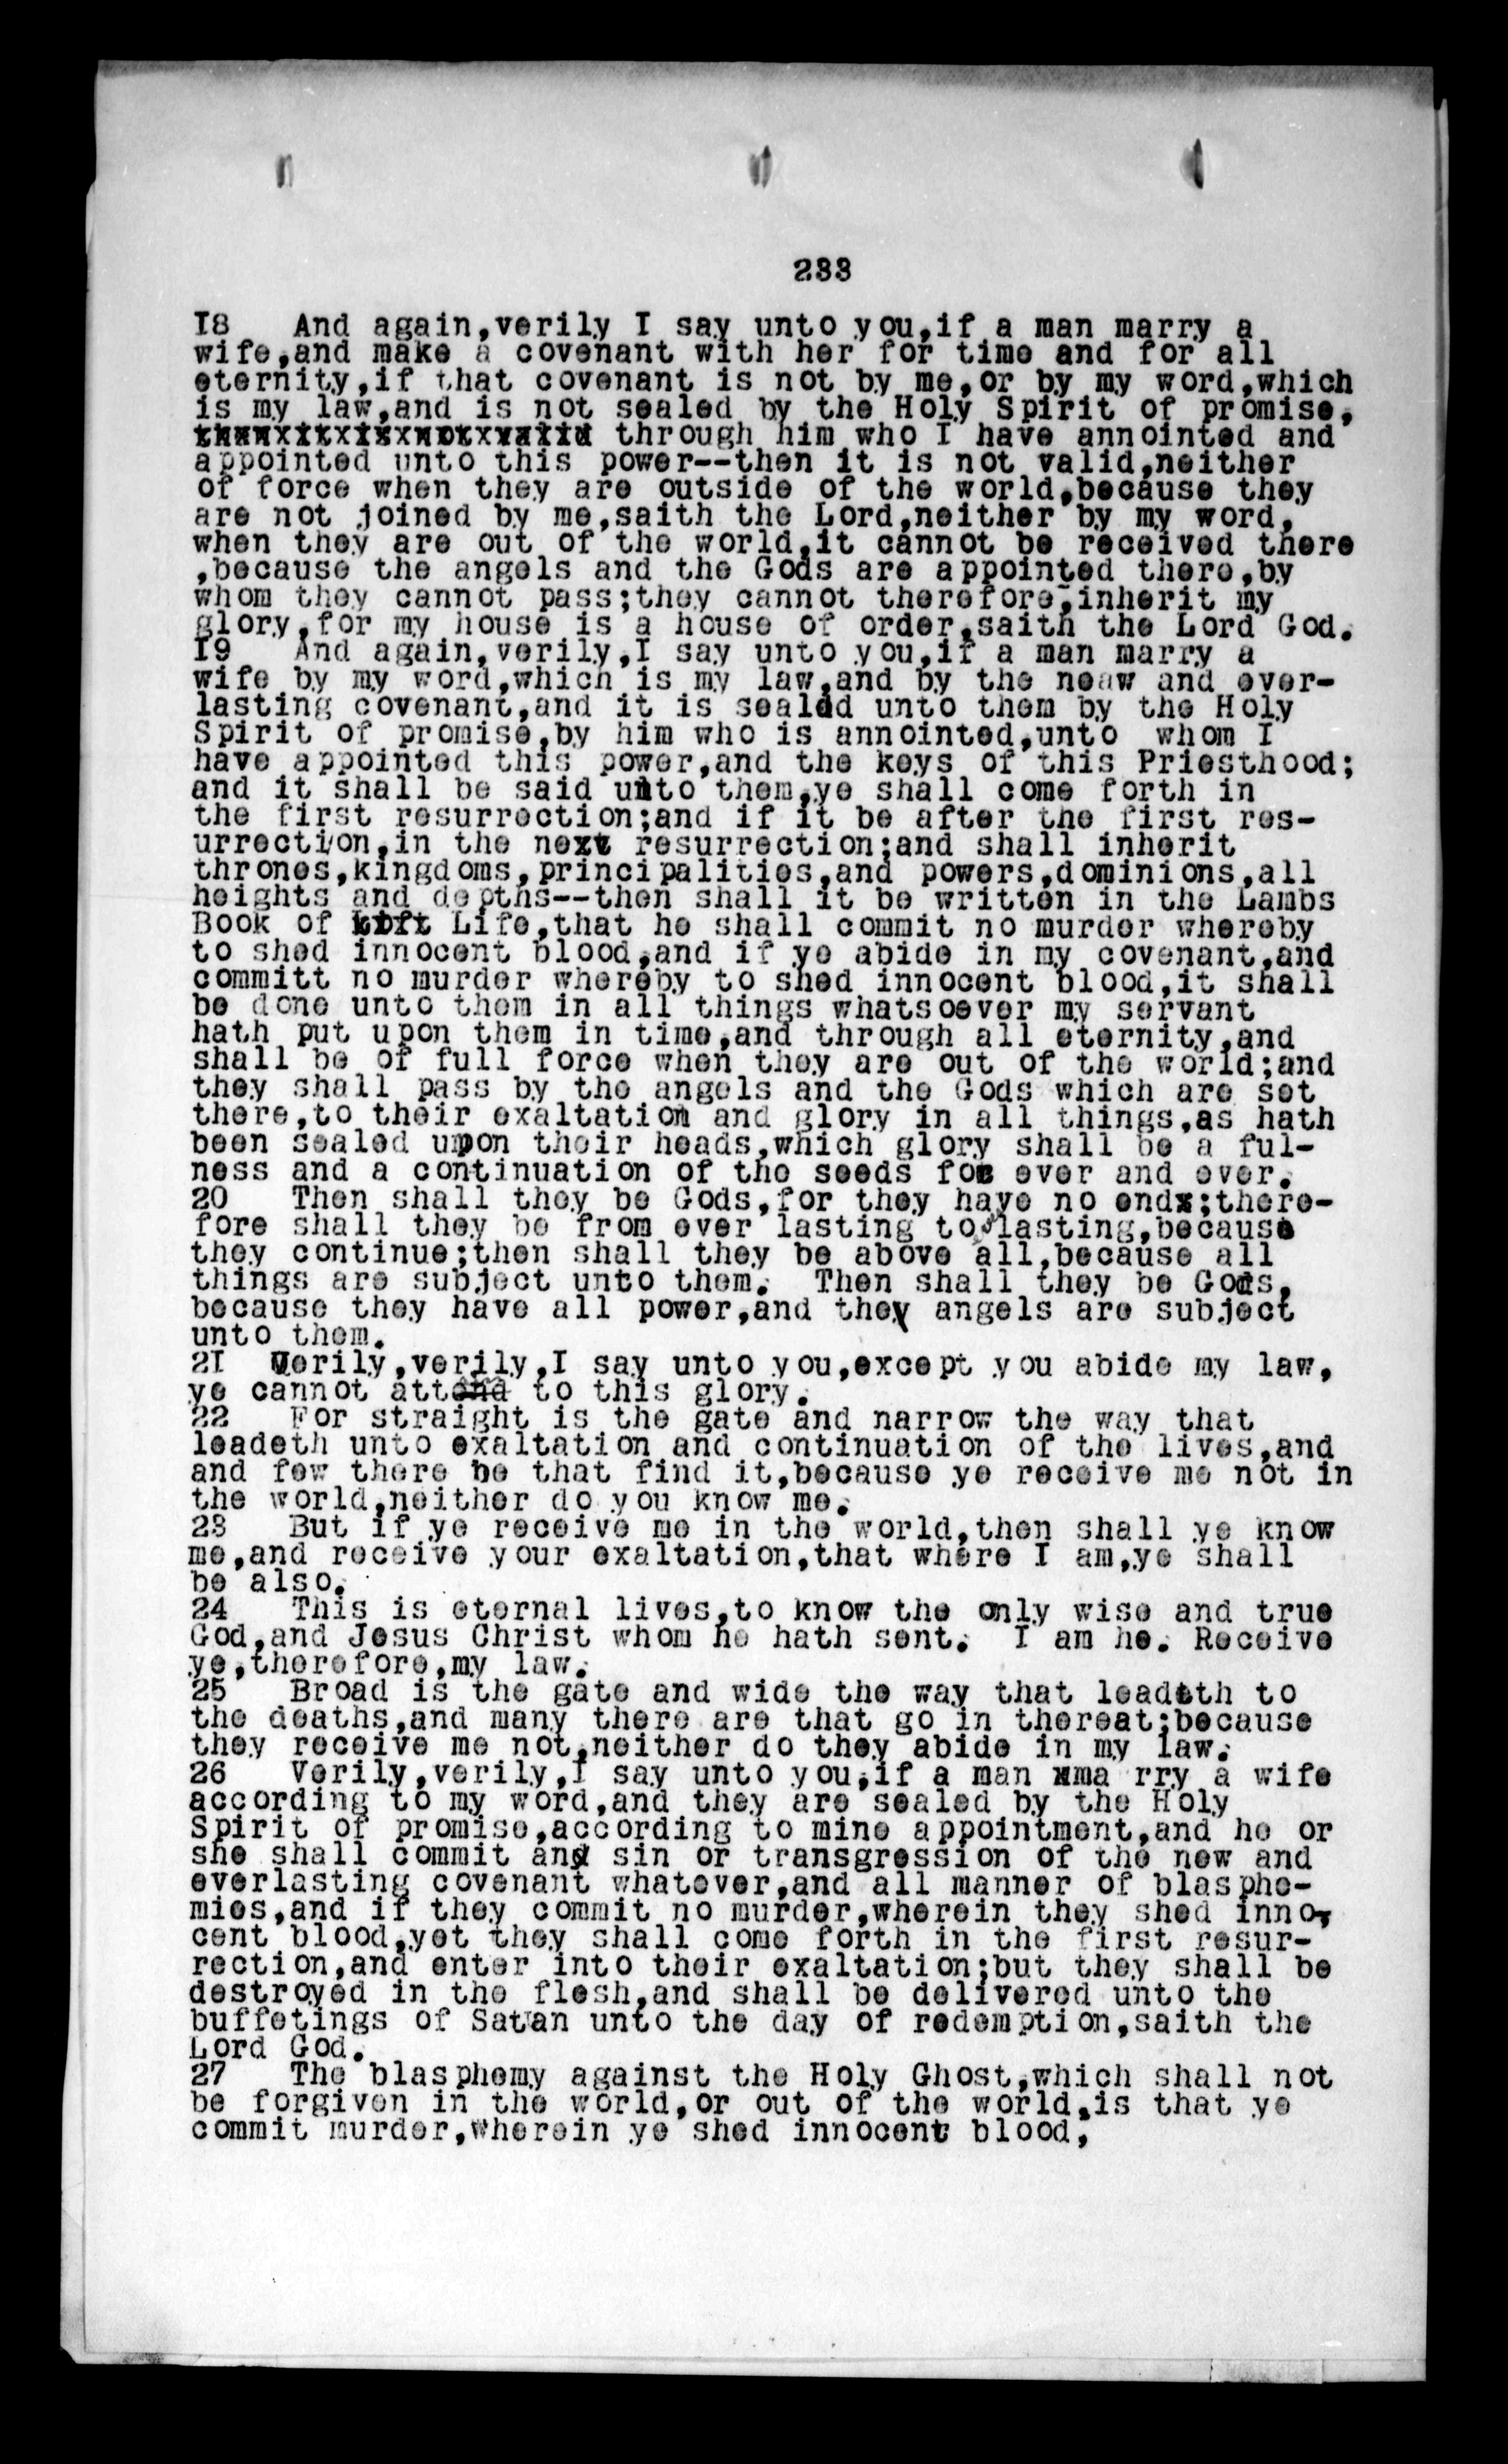 233
18 And again,verily I say unto you,if a man marry a
wife,and make a covenant with her for time and for all
eternity,if that covenant is not by me,or by my word,which
is my law,and is not sealed by the Holy Spirit of promise,
through him who I have annointed and
appointed unto this power--then it is not valid,neither
of force when they are outside of the world,because they
are not joined by me,saith the Lord,neither by my word,
when they are out of the world,it cannot be received there
,because the angels and the Gods are appointed there,by
whom they cannot pass;they cannot therefore,inherit my
glory,for my house is a house of order,saith the Lord God.
19 And again,verily,I say unto you,if a man marry a
wife by my word,which is my law,and by the neaw and ever-
lasting covenant,and it is sealed unto them by the Holy
Spirit of promise,by him who is annointed,unto whom I
have appointed this power,and the keys of this Priesthood;
and it shall be said unto them,ye shall come forth in
the first resurrection;and if it be after the first res-
urrection,in the next resurrection;and shall inherit
thrones,kingdoms,principalities,and powers,dominions,all
heights and depths--then shall it be written in the Lambs
Book of Life,that he shall commit no murder whereby
to shed innocent blood,and if ye abide in my covenant,and
committ no murder whereby to shed innocent blood,it shall
be done unto them in all things whatsoever my servant
hath put upon them in time,and through all eternity,and
shall be of full force when they are out of the world;and
they shall pass by the angels and the Gods which are set
there,to their exaltation and glory in all things,as hath
been sealed upon their heads,which glory shall be a ful-
ness and a continuation of the seeds for ever and ever.
20 Then shall they be Gods,for they have no endx;there-
fore shall they be from ever lasting to lasting,because
they continue;then shall they be above all,because all
things are subject unto them. Then shall they be Gods,
because they have all power,and they angels are subject
unto them.
21 Verily,verily,I say unto you,except you abide my law,
ye cannot attend to this glory.
22 For straight is the gate and narrow the way that
leadeth unto exaltation and continuation of the lives,and
and few there be that find it,because ye receive me not in
the world,neither do you know me.
23 But if ye receive me in the world,then shall ye know
me,and receive your exaltation,that where I am,ye shall
be also.
24 This is eternal lives,to know the only wise and true
God,and Jesus Christ whom he hath sent. I am he. Receive
ye,therefore,my law.
25 Broad is the gate and wide the way that leadeth to
the deaths,and many there are that go in thereat;because
they receive me not,neither do they abide in my law.
26 Verily,verily,I say unto you,if a man xma rry a wife
according to my word,and they are sealed by the Holy
Spirit of promise,according to mine appointment,and he or
she shall commit any sin or transgression of the new and
everlasting covenant whatever,and all manner of blasphe-
mies,and if they commit no murder,wherein they shed inno-
cent blood,yet they shall come forth in the first resur-
rection,and enter into their exaltation;but they shall be
destroyed in the flesh,and shall be delivered unto the
buffetings of Satan unto the day of redemption,saith the
Lord God.
27 The blasphemy against the Holy Ghost,which shall not
be forgiven in the world,or out of the world,is that ye
commit murder,wherein ye shed innocent blood,